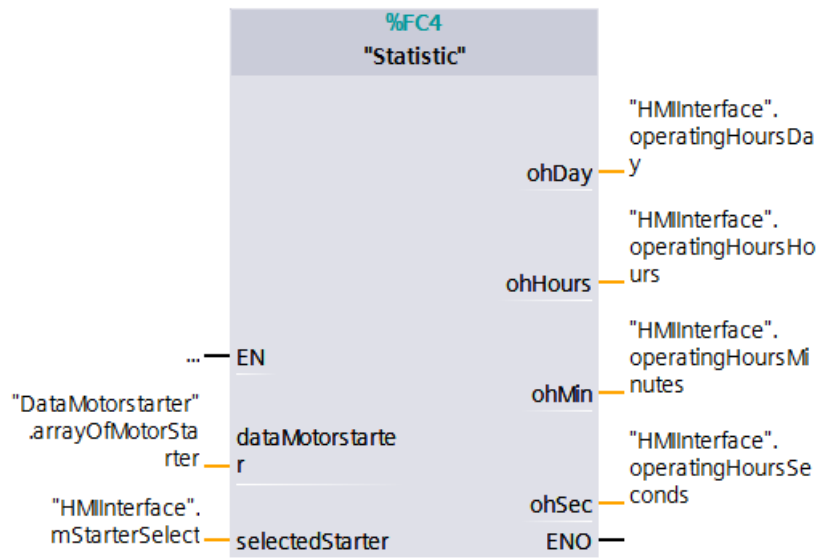 %FC4
"Statistic"
"HMIInterface".
operatingHoursDa
y
ohDay
"HMIInterface".
operatingHoursHo
urs
ohHours
"HMIInterface".
operatingHoursMi
nutes
ohMin
"HMIInterface".
operatingHoursSe
conds
ohSec
ENO
...
EN
"DataMotorstarter"
.arrayOfMotorSta
rter
dataMotorstarte
r
"HMIInterface".
mStarterSelect
selectedStarter